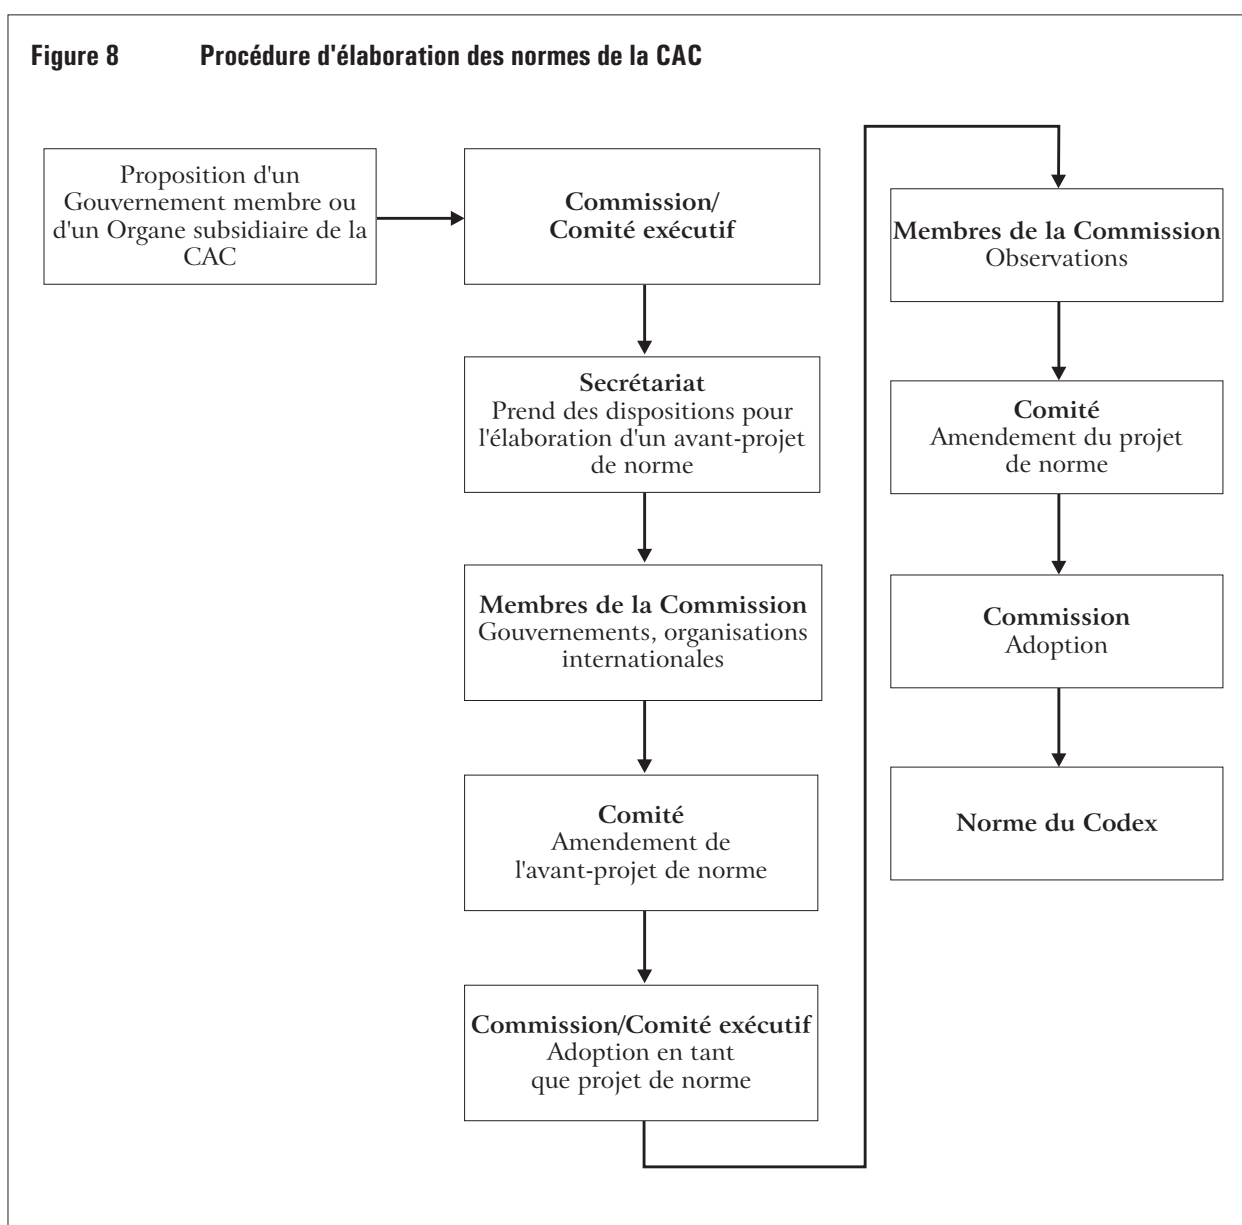 Figure 8 Procédure d'élaboration des normes de la CAC
Proposition d'un
Gouvernement membre ou
d'un Organe subsidiaire de la
CAC
Commission/
Comité exécutif
Secrétariat
Prend des dispositions pour
l'élaboration d'un avant-projet
de norme
Membres de la Commission
Gouvernements, organisations
internationales
Comité
Amendement de
l'avant-projet de norme
Commission/Comité exécutif
Adoption en tant
que projet de norme
Membres de la Commission
Observations
Comité
Amendement du projet
de norme
Commission
Adoption
Norme du Codex